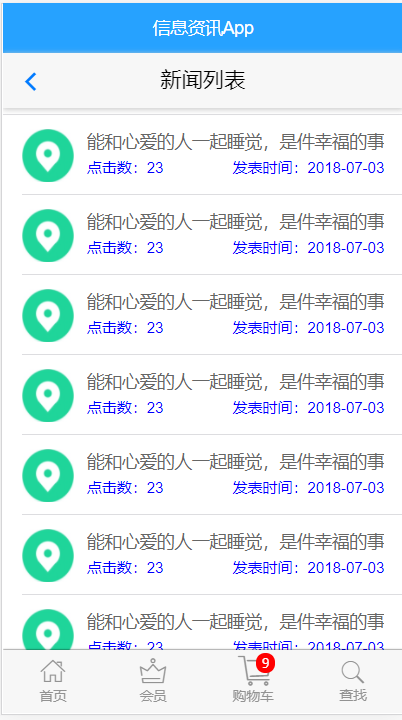 信息资讯App
新闻列表
能和心爱的人一起睡觉，是件幸福的事
点击数：23 发表时间：2018-07-03
能和心爱的人一起睡觉，是件幸福的事
点击数：23 发表时间：2018-07-03
能和心爱的人一起睡觉，是件幸福的事
点击数：23 发表时间：2018-07-03
能和心爱的人一起睡觉，是件幸福的事
点击数：23 发表时间：2018-07-03
能和心爱的人一起睡觉，是件幸福的事
点击数：23 发表时间：2018-07-03
能和心爱的人一起睡觉，是件幸福的事
点击数：23 发表时间：2018-07-03
能和心爱的人一起睡觉，是件幸福的事
点击数：23 发表时间：2018-07-03
9
首页 会员 购物车 查找